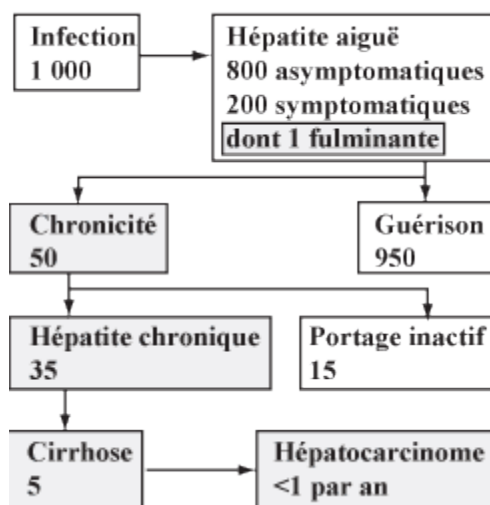 Infection
1 000
Hépatite aiguë
800 asymptomatiques
200 symptomatiques
dont 1 fulminante
Chronicité
50
Guérison
950
Hépatite chronique
35
Portage inactif
15
Cirrhose
5
Hépatocarcinome
<1 par an